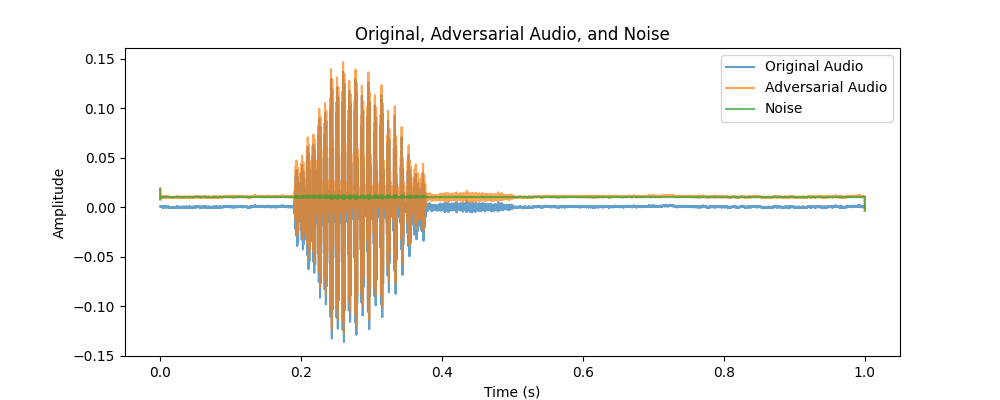 Original, Adversarial Audio, and Noise
Original Audio
Adversarial Audio
Noise
Amplitude
0.15
0.10
0.05
0.00
−0.05
−0.10
−0.15
0.0 0.2 0.4 0.6 0.8 1.0
Time (s)